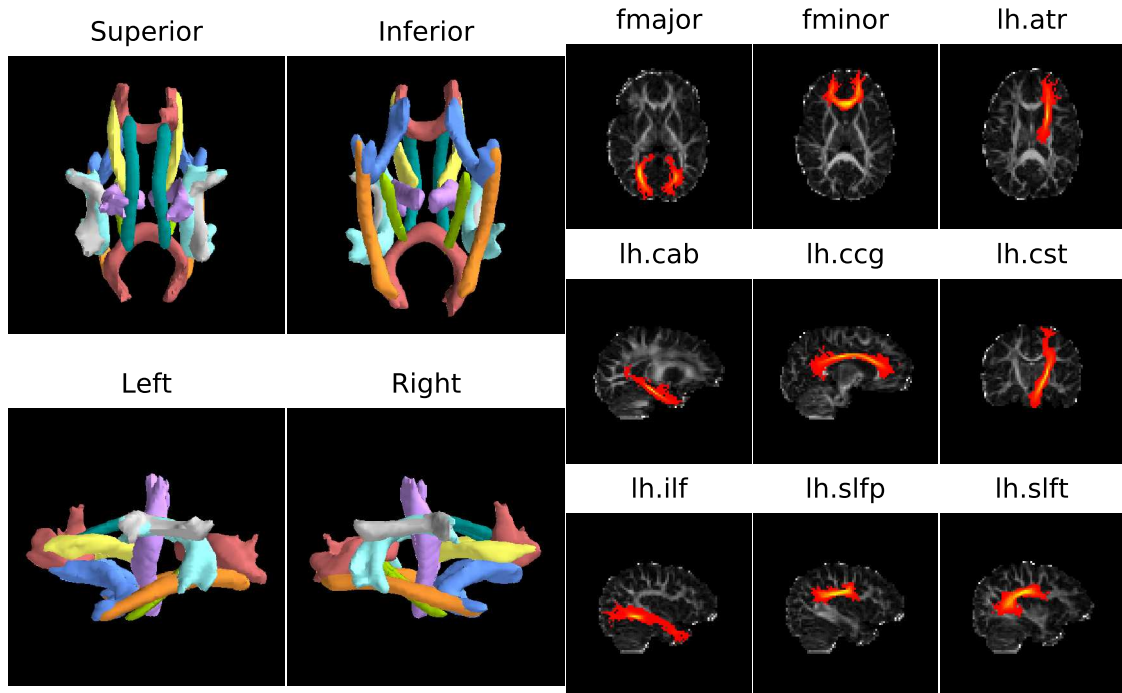 Superior
Inferior
fmajor
fminor
lh.atr
lh.cab
lh.ccg
lh.cst
Left
Right
lh.ilf
lh.slfp
lh.slft